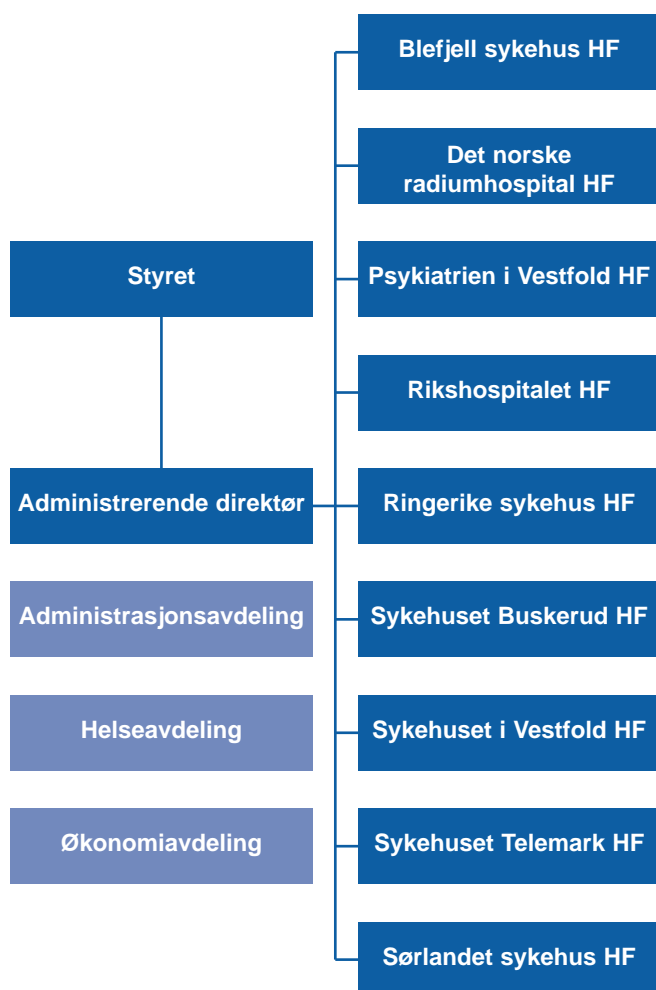 Styret
Administrerende direktør
Administrasjonsavdeling
Helseavdeling
Økonomiavdeling
Blefjell sykehus HF
Det norske
radiumhospital HF
Psykiatrien i Vestfold HF
Rikshospitalet HF
Ringerike sykehus HF
Sykehuset Buskerud HF
Sykehuset i Vestfold HF
Sykehuset Telemark HF
Sørlandet sykehus HF